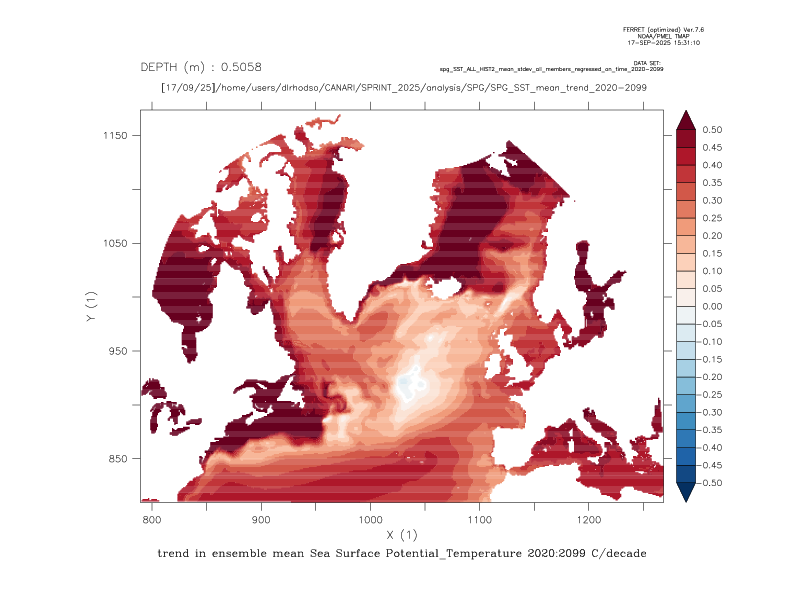 FERRET (optimized) Ver.7.6
NOAA/PMEL TMAP
17-SEP-2025 15:31:10
DATA SET:
DEPTH (m) : 0.5058
spg_SST_ALL_HIST2_mean_stdev_all_members_regressed_on_time_2020-2099
[17/09/25]/home/users/dlrhodso/CANARI/SPRINT_2025/analysis/SPG/SPG_SST_mean_trend_2020-2099
1150
1050
950
850
Y (1)
800 900 1000 1100 1200
X (1)
0.50
0.45
0.40
0.35
0.30
0.25
0.20
0.15
0.10
0.05
0.00
-0.05
-0.10
-0.15
-0.20
-0.25
-0.30
-0.35
-0.40
-0.45
-0.50
trend in ensemble mean Sea Surface Potential_Temperature 2020:2099 C/decade